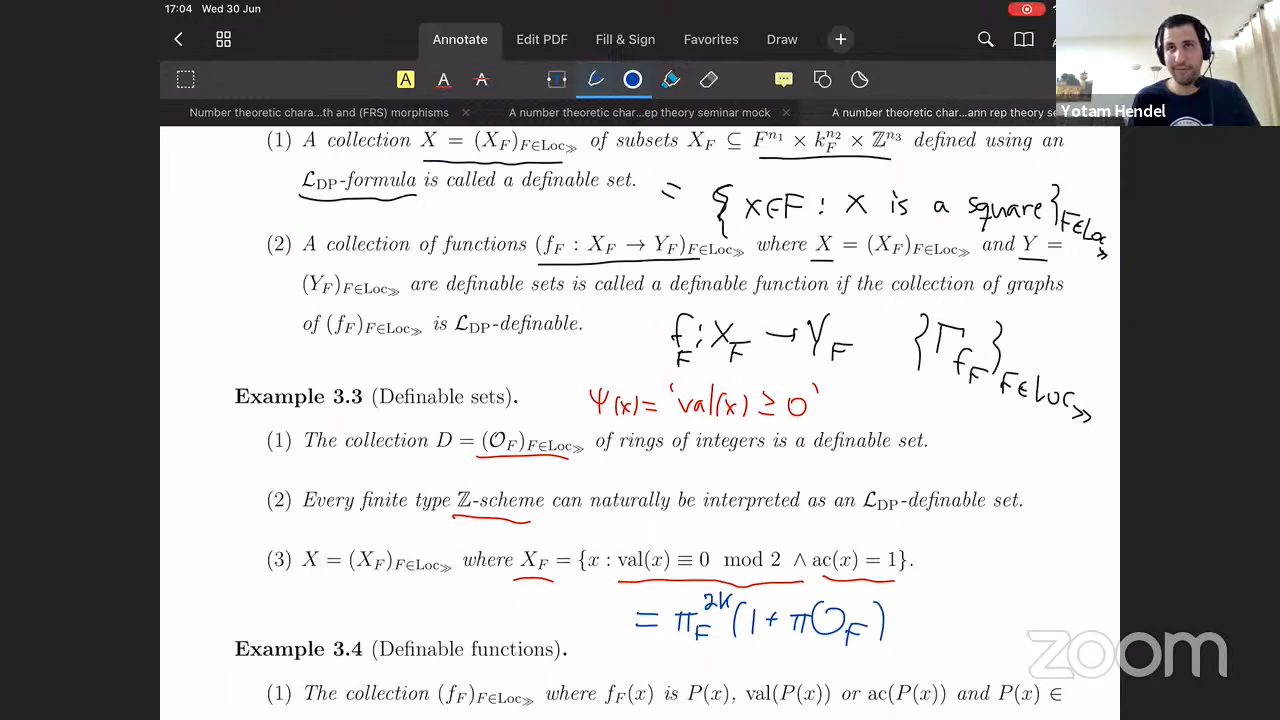 17:04 Wed 30 Jun
Annotate Edit PDF Fill & Sign Favorites Draw
Yotam Hendel
Number theoretic chara...th and (FRS) morphisms
A number theoretic charac...ep theory seminar mock
A number theoretic chara...ann rep theory se
(1) A collection X = (X_F)_{F∈Loc≫} of subsets X_F ⊆ F^{n_1} × k_F^{n_2} × ℤ^{n_3} defined using an
𝓛_DP-formula is called a definable set.
= { x∈F : x is a square }_{F∈Loc≫}
(2) A collection of functions (f_F : X_F → Y_F)_{F∈Loc≫} where X = (X_F)_{F∈Loc≫} and Y =
(Y_F)_{F∈Loc≫} are definable sets is called a definable function if the collection of graphs
of (f_F)_{F∈Loc≫} is 𝓛_DP-definable.
f_F : X_F → Y_F {Γ_{f_F}}_{F∈Loc≫}
Example 3.3 (Definable sets).
Ψ(x) = 'val(x) ≥ 0'
(1) The collection D = (𝒪_F)_{F∈Loc≫} of rings of integers is a definable set.
(2) Every finite type ℤ-scheme can naturally be interpreted as an 𝓛_DP-definable set.
(3) X = (X_F)_{F∈Loc≫} where X_F = {x : val(x) ≡ 0 mod 2 ∧ ac(x) = 1}.
= π_F^{2k} (1 + π𝒪_F)
Example 3.4 (Definable functions).
(1) The collection (f_F)_{F∈Loc≫} where f_F(x) is P(x), val(P(x)) or ac(P(x)) and P(x) ∈
zoom